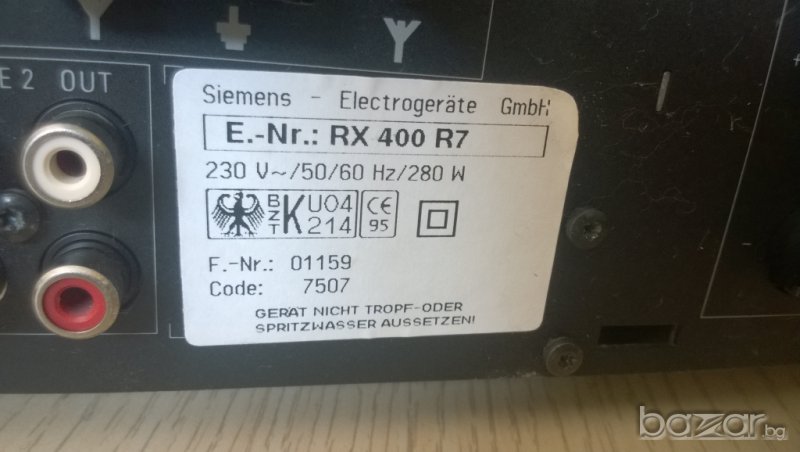 E 2 OUT
Siemens - Electrogeräte GmbH
E.-Nr.: RX 400 R7
230 V~/50/60 Hz/280 W
BZT K U04 214 CE 95
F.-Nr.: 01159
Code: 7507
GERÄT NICHT TROPF-ODER
SPRITZWASSER AUSSETZEN!
bazar.bg